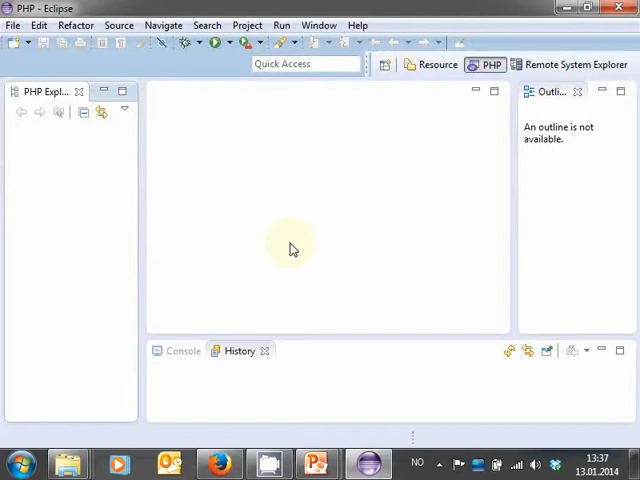 PHP - Eclipse
File Edit Refactor Source Navigate Search Project Run Window Help
Quick Access
Resource
PHP
Remote System Explorer
PHP Expl...
Outli...
An outline is not
available.
Console
History
NO
13:37
13.01.2014